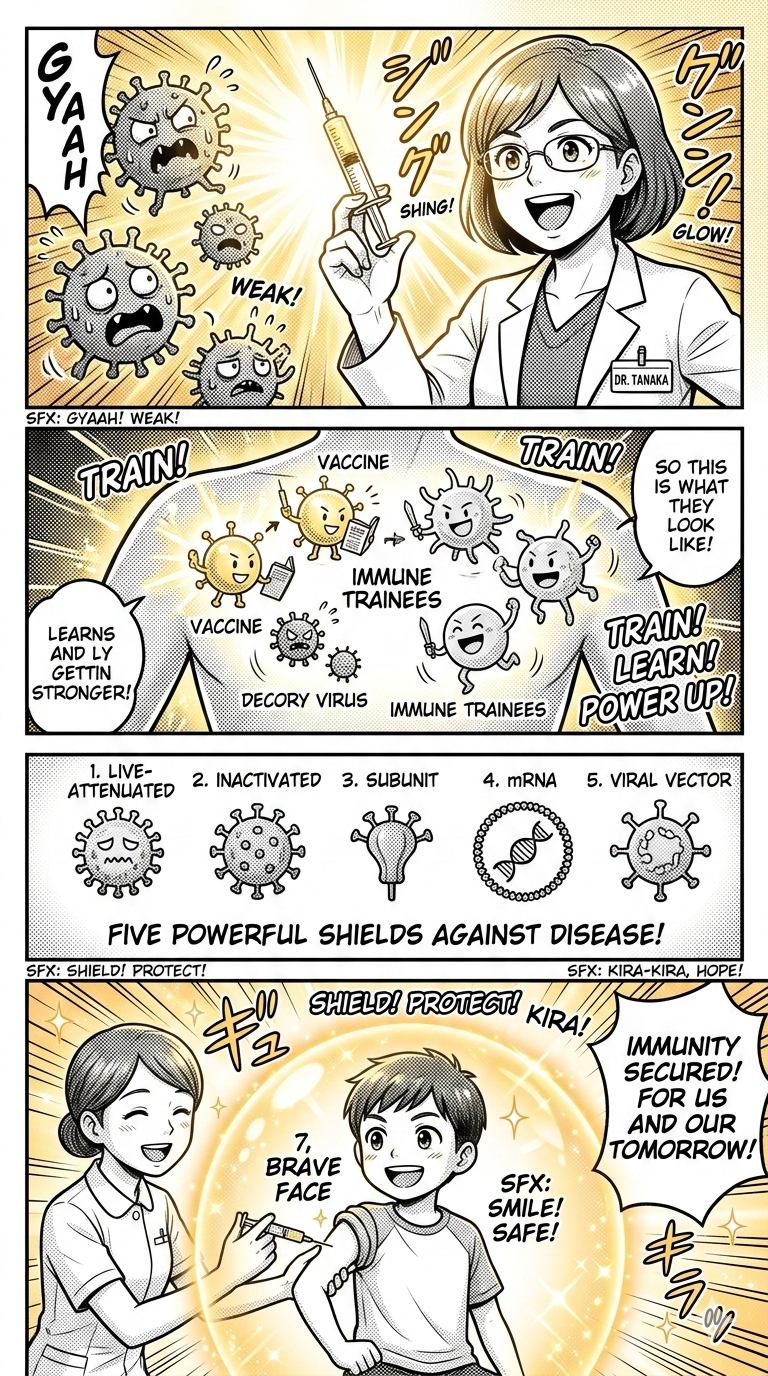 GYAAH
WEAK!
ジング
SHING!
グンン!
GLOW!
DR. TANAKA
SFX: GYAAH! WEAK!
TRAIN!
VACCINE
TRAIN!
SO THIS
IS WHAT
THEY
LOOK
LIKE!
IMMUNE
TRAINEES
VACCINE
LEARNS
AND LY
GETTIN
STRONGER!
DECORY VIRUS
IMMUNE TRAINEES
TRAIN!
LEARN!
POWER UP!
1. LIVE-
ATTENUATED
2. INACTIVATED
3. SUBUNIT
4. mRNA
5. VIRAL VECTOR
FIVE POWERFUL SHIELDS AGAINST DISEASE!
SFX: SHIELD! PROTECT!
SFX: KIRA-KIRA, HOPE!
ギュ
SHIELD! PROTECT!
KIRA!
IMMUNITY
SECURED!
FOR US
AND OUR
TOMORROW!
7,
BRAVE
FACE
SFX:
SMILE!
SAFE!
キラ